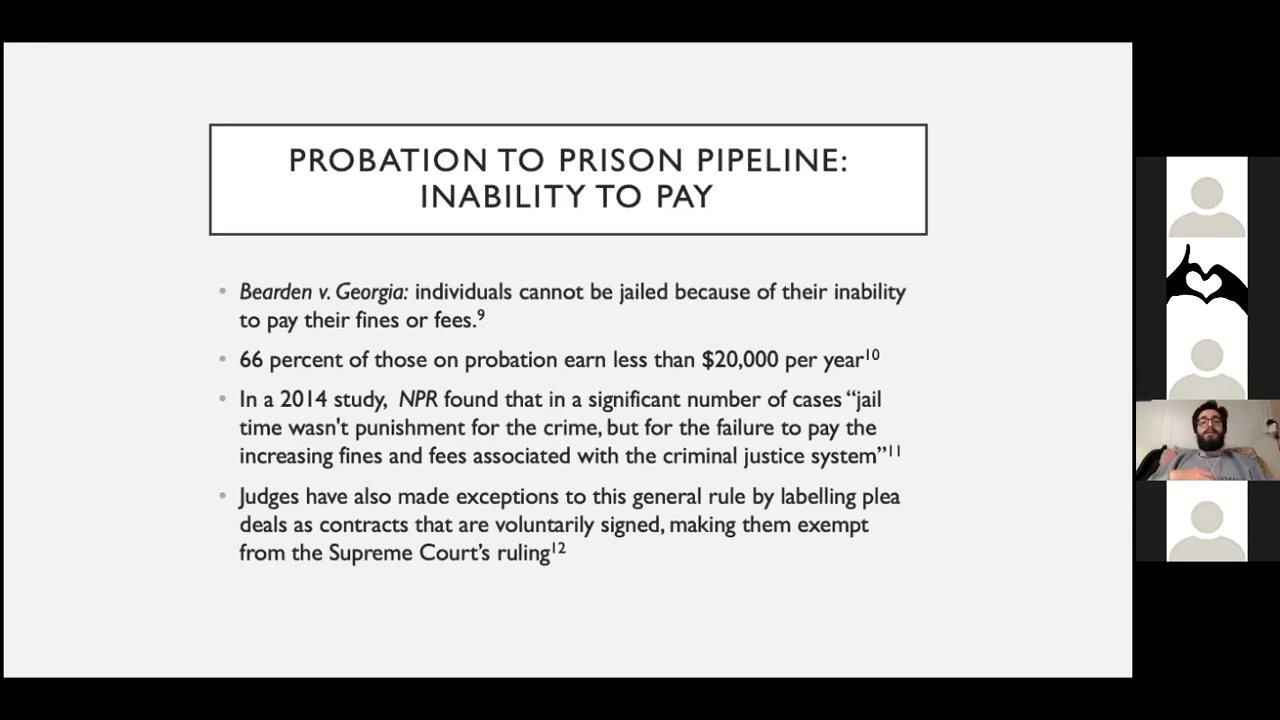 PROBATION TO PRISON PIPELINE:
INABILITY TO PAY
• Bearden v. Georgia: individuals cannot be jailed because of their inability
to pay their fines or fees.⁹
• 66 percent of those on probation earn less than $20,000 per year¹⁰
• In a 2014 study,  NPR found that in a significant number of cases “jail
time wasn't punishment for the crime, but for the failure to pay the
increasing fines and fees associated with the criminal justice system”¹¹
• Judges have also made exceptions to this general rule by labelling plea
deals as contracts that are voluntarily signed, making them exempt
from the Supreme Court’s ruling¹²